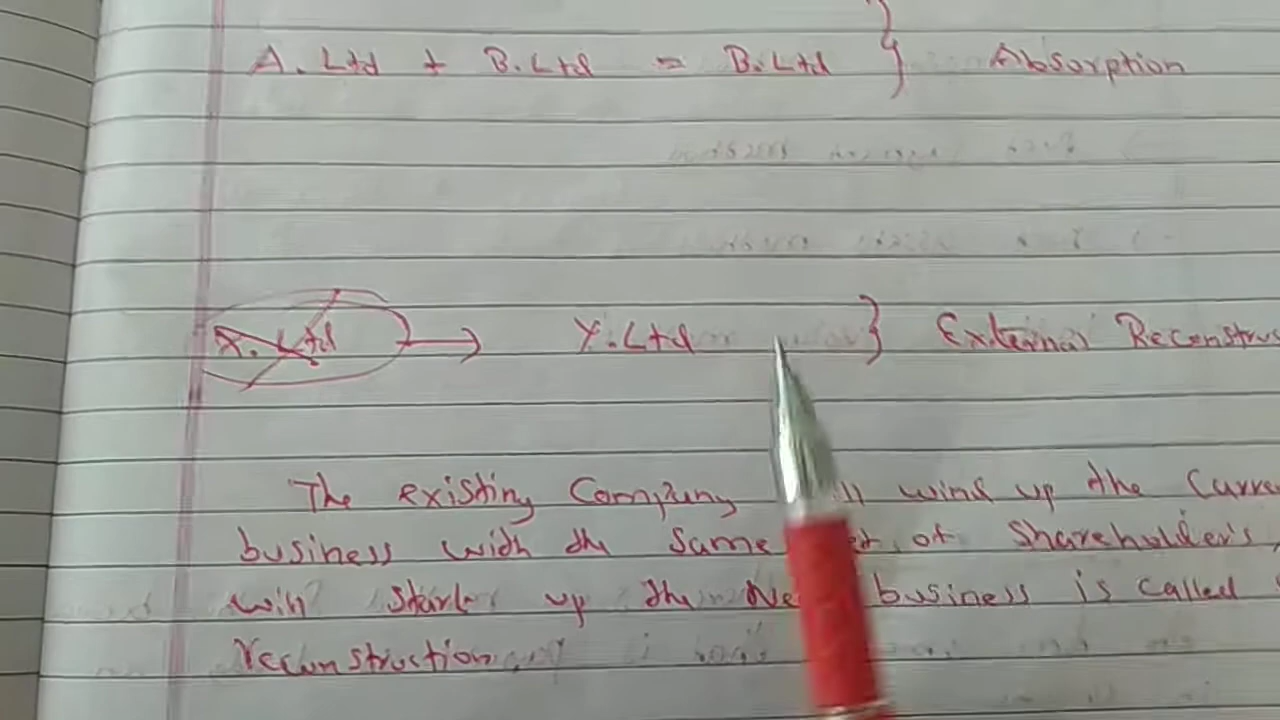 A. Ltd + B. Ltd = B. Ltd } Absorption
X. Ltd → Y. Ltd } External Reconstruc
The existing Company wind up the Curre
business with the Same of Shareholder's,
will Start up the business is called
reconstruction